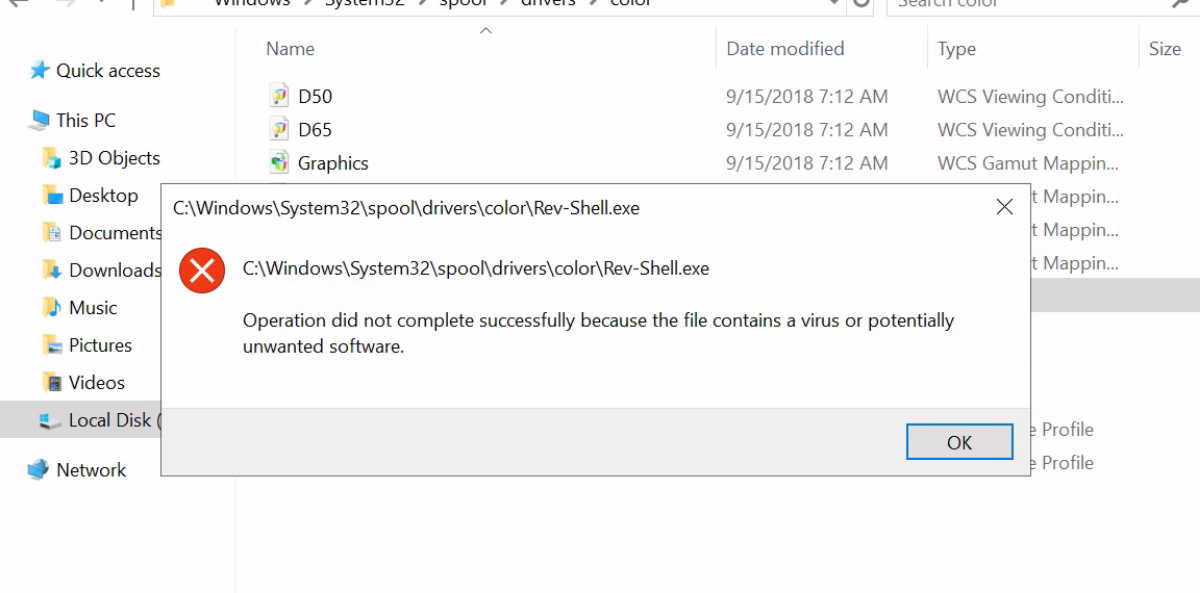 Windows System32 spool drivers color
Search color
Name Date modified Type Size
Quick access
This PC
3D Objects
Desktop
Documents
Downloads
Music
Pictures
Videos
Local Disk (
Network
D50 9/15/2018 7:12 AM WCS Viewing Conditi...
D65 9/15/2018 7:12 AM WCS Viewing Conditi...
Graphics 9/15/2018 7:12 AM WCS Gamut Mappin...
t Mappin...
t Mappin...
t Mappin...
e Profile
e Profile
C:\Windows\System32\spool\drivers\color\Rev-Shell.exe
C:\Windows\System32\spool\drivers\color\Rev-Shell.exe
Operation did not complete successfully because the file contains a virus or potentially
unwanted software.
OK